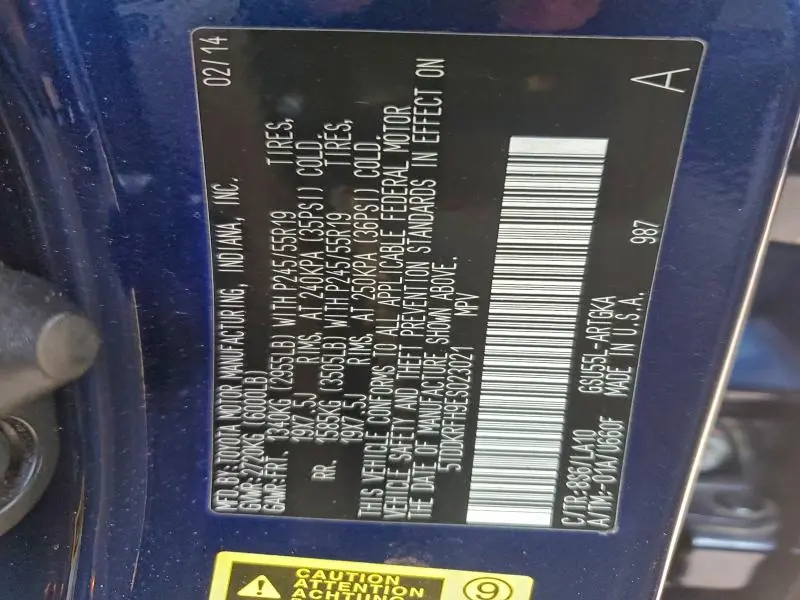 MFD BY:TOYOTA MOTOR MANUFACTURING, INDIANA, INC. 02/14
GVWR:2720KG (6000LB)
GAWR:FRT. 1340KG (2955LB) WITH P245/55R19 TIRES,
19X7.5J RIMS, AT 240KPA (35PSI) COLD.
RR. 1585KG (3505LB) WITH P245/55R19 TIRES,
19X7.5J RIMS, AT 250KPA (36PSI) COLD.
THIS VEHICLE CONFORMS TO ALL APPLICABLE FEDERAL MOTOR
VEHICLE SAFETY AND THEFT PREVENTION STANDARDS IN EFFECT ON
THE DATE OF MANUFACTURE SHOWN ABOVE.
5TDDKRFH9ES023021 MPV
C/TR:8S6/LA10 GSU55L-ARTGKA
A/TM:-01A/U660F MADE IN U.S.A. 987 A
CAUTION
ATTENTION
ACHTUNG
9